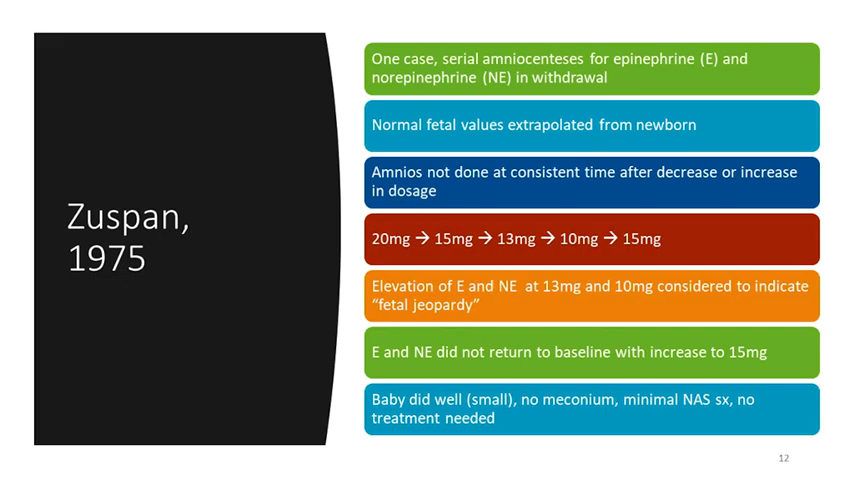 Zuspan,
1975
One case, serial amniocenteses for epinephrine (E) and
norepinephrine (NE) in withdrawal
Normal fetal values extrapolated from newborn
Amnios not done at consistent time after decrease or increase
in dosage
20mg → 15mg → 13mg → 10mg → 15mg
Elevation of E and NE at 13mg and 10mg considered to indicate
“fetal jeopardy”
E and NE did not return to baseline with increase to 15mg
Baby did well (small), no meconium, minimal NAS sx, no
treatment needed
12